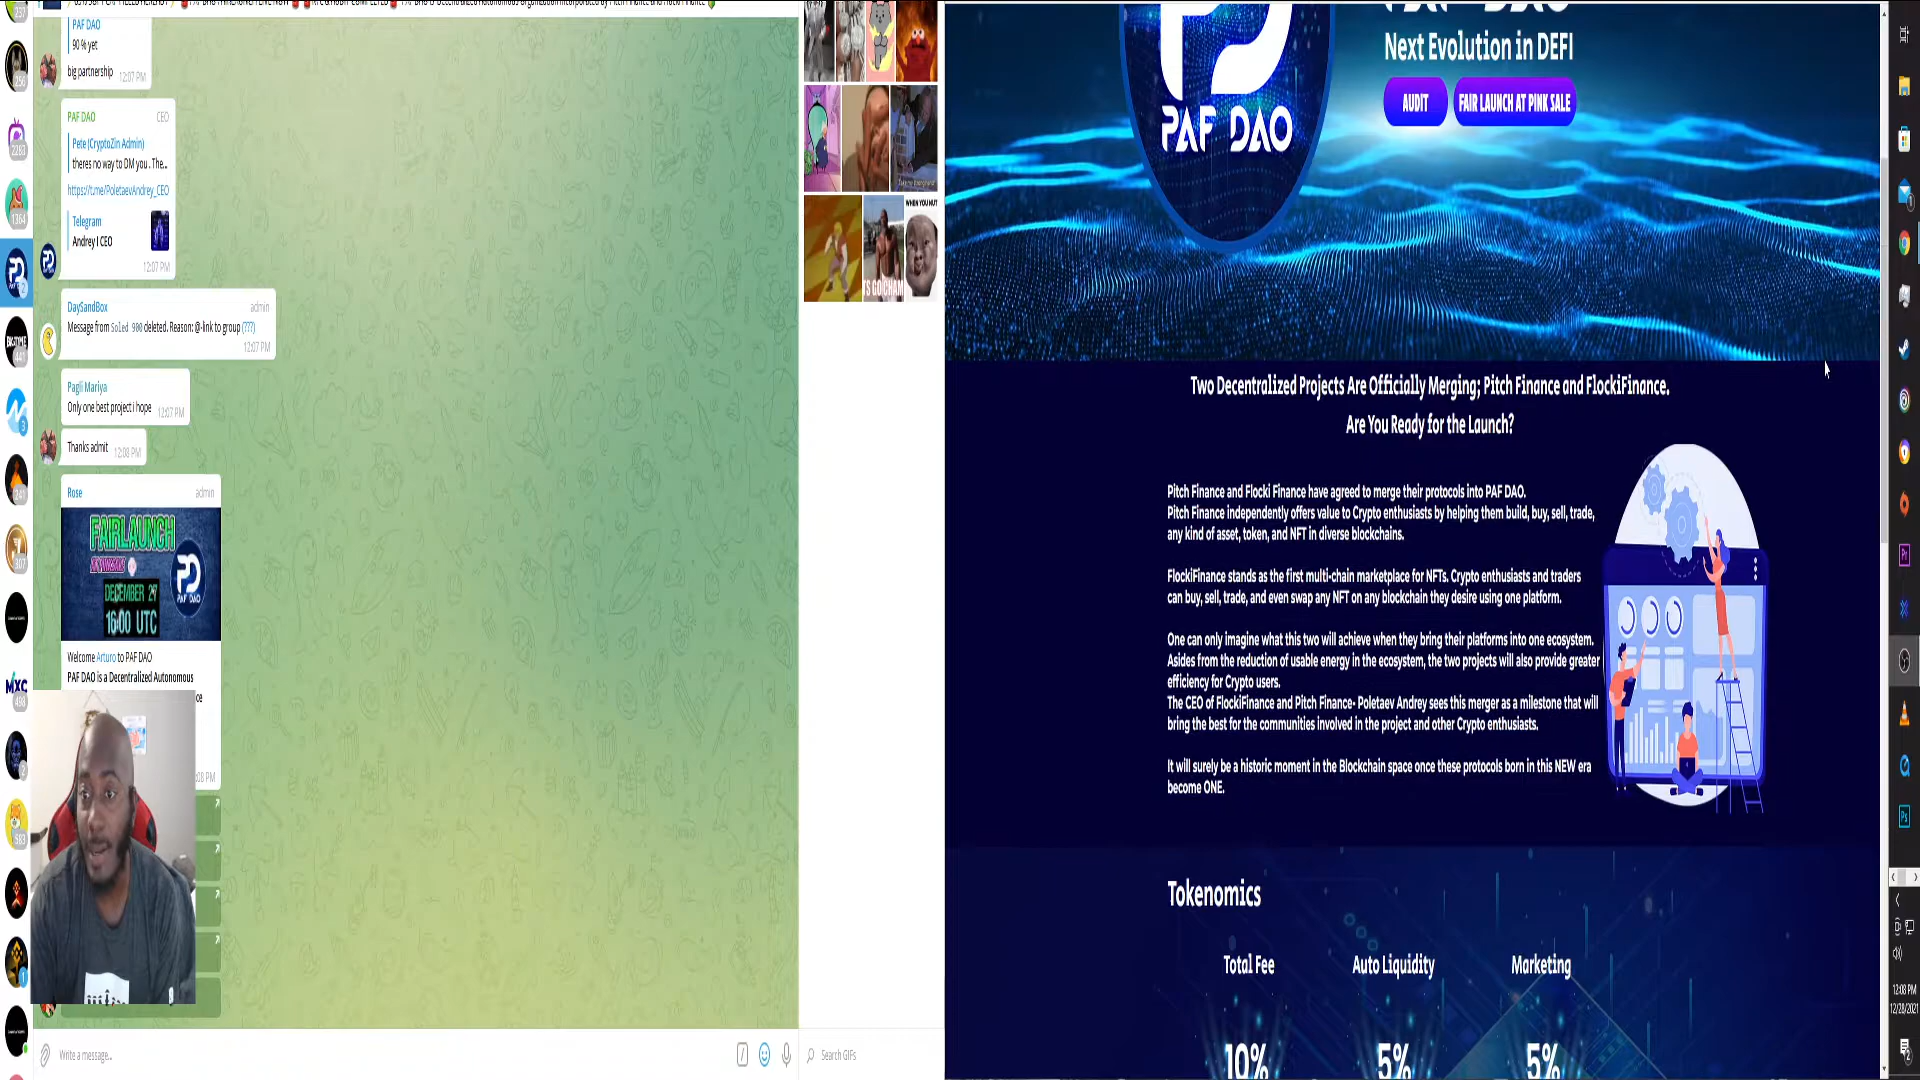 PAF DAO
90 % yet
big partnership 12:07 PM
PAF DAO CEO
Pete (CryptoZin Admin)
theres no way to DM you . The...
https://t.me/PoletaevAndrey_CEO
Telegram
Andrey I CEO
12:07 PM
DaySandBox admin
Message from Soled 900 deleted. Reason: @-link to group (???)
12:07 PM
Pagli Mariya
Only one best project i hope 12:07 PM
Thanks admit 12:08 PM
Rose admin
FAIRLAUNCH
DECEMBER 27
16:00 UTC
PAF DAO
Welcome Arturo to PAF DAO
PAF DAO is a Decentralized Autonomous
Write a message...
WHEN YOU NUT
Search GIFs
PAF DAO
PAF DAO
Next Evolution in DEFI
AUDIT
FAIR LAUNCH AT PINK SALE
Two Decentralized Projects Are Officially Merging; Pitch Finance and FlockiFinance.
Are You Ready for the Launch?
Pitch Finance and Flocki Finance have agreed to merge their protocols into PAF DAO.
Pitch Finance independently offers value to Crypto enthusiasts by helping them build, buy, sell, trade,
any kind of asset, token, and NFT in diverse blockchains.
FlockiFinance stands as the first multi-chain marketplace for NFTs. Crypto enthusiasts and traders
can buy, sell, trade, and even swap any NFT on any blockchain they desire using one platform.
One can only imagine what this two will achieve when they bring their platforms into one ecosystem.
Asides from the reduction of usable energy in the ecosystem, the two projects will also provide greater
efficiency for Crypto users.
The CEO of FlockiFinance and Pitch Finance- Poletaev Andrey sees this merger as a milestone that will
bring the best for the communities involved in the project and other Crypto enthusiasts.
It will surely be a historic moment in the Blockchain space once these protocols born in this NEW era
become ONE.
Tokenomics
Total Fee
Auto Liquidity
Marketing
10%
5%
5%
12:08 PM
12/28/2021